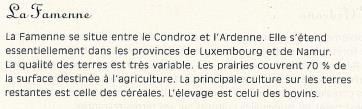 La Famenne
La Famenne se situe entre le Condroz et l'Ardenne. Elle s'étend
essentiellement dans les provinces de Luxembourg et de Namur.
La qualité des terres est très variable. Les prairies couvrent 70 % de
la surface destinée à l'agriculture. La principale culture sur les terres
restantes est celle des céréales. L'élevage est celui des bovins.